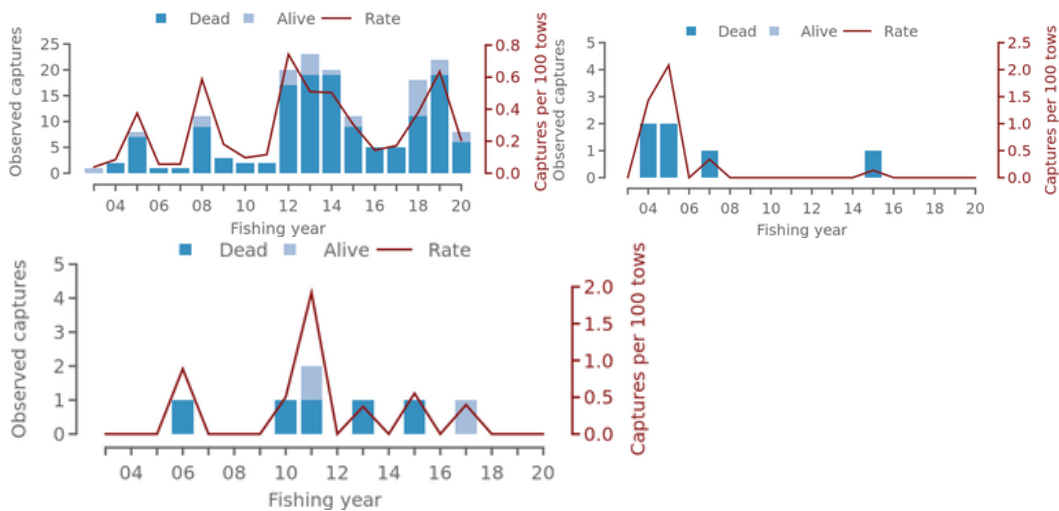 Dead Alive Rate
Observed captures
25
20
15
10
5
0
0.8
0.6
0.4
0.2
0.0
Captures per 100 tows
04 06 08 10 12 14 16 18 20
Fishing year
Dead Alive Rate
Observed captures
5
4
3
2
1
0
2.5
2.0
1.5
1.0
0.5
0.0
Captures per 100 tows
04 06 08 10 12 14 16 18 20
Fishing year
Dead Alive Rate
Observed captures
5
4
3
2
1
0
2.0
1.5
1.0
0.5
0.0
Captures per 100 tows
04 06 08 10 12 14 16 18 20
Fishing year